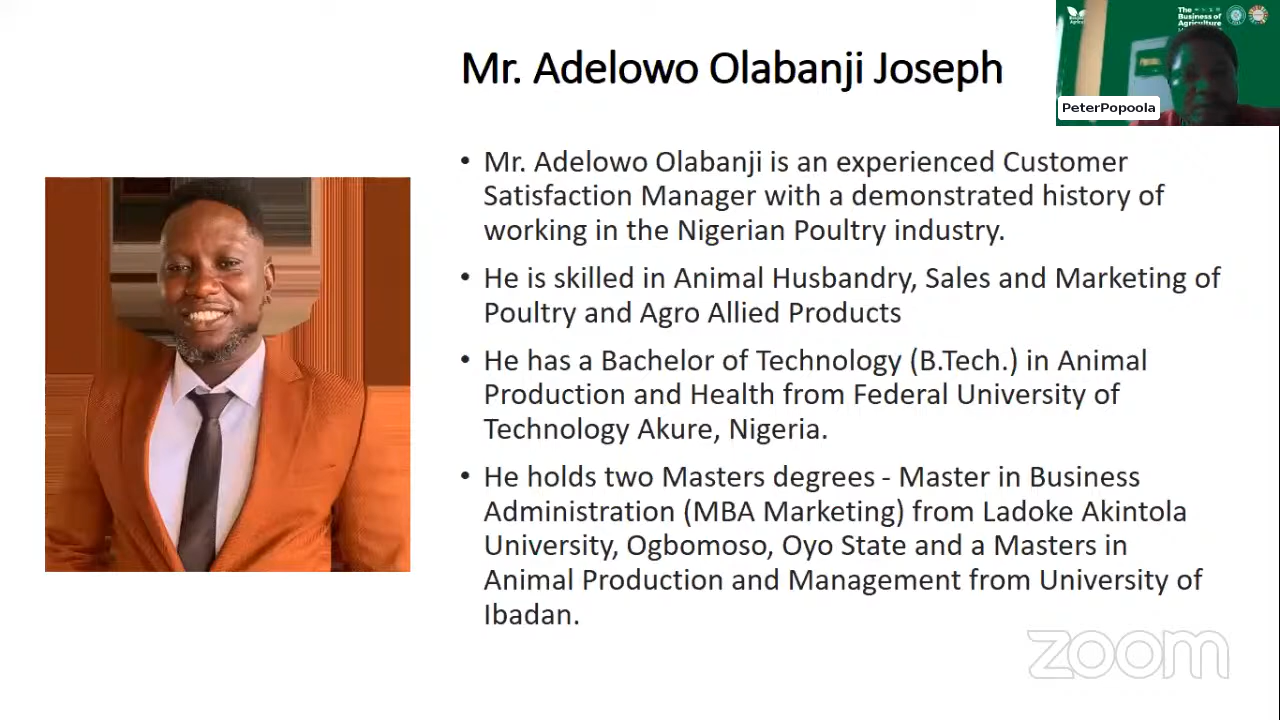 Mr. Adelowo Olabanji Joseph
The
Business of
Agriculture
PeterPopoola
• Mr. Adelowo Olabanji is an experienced Customer
Satisfaction Manager with a demonstrated history of
working in the Nigerian Poultry industry.
• He is skilled in Animal Husbandry, Sales and Marketing of
Poultry and Agro Allied Products
• He has a Bachelor of Technology (B.Tech.) in Animal
Production and Health from Federal University of
Technology Akure, Nigeria.
• He holds two Masters degrees - Master in Business
Administration (MBA Marketing) from Ladoke Akintola
University, Ogbomoso, Oyo State and a Masters in
Animal Production and Management from University of
Ibadan.
zoom